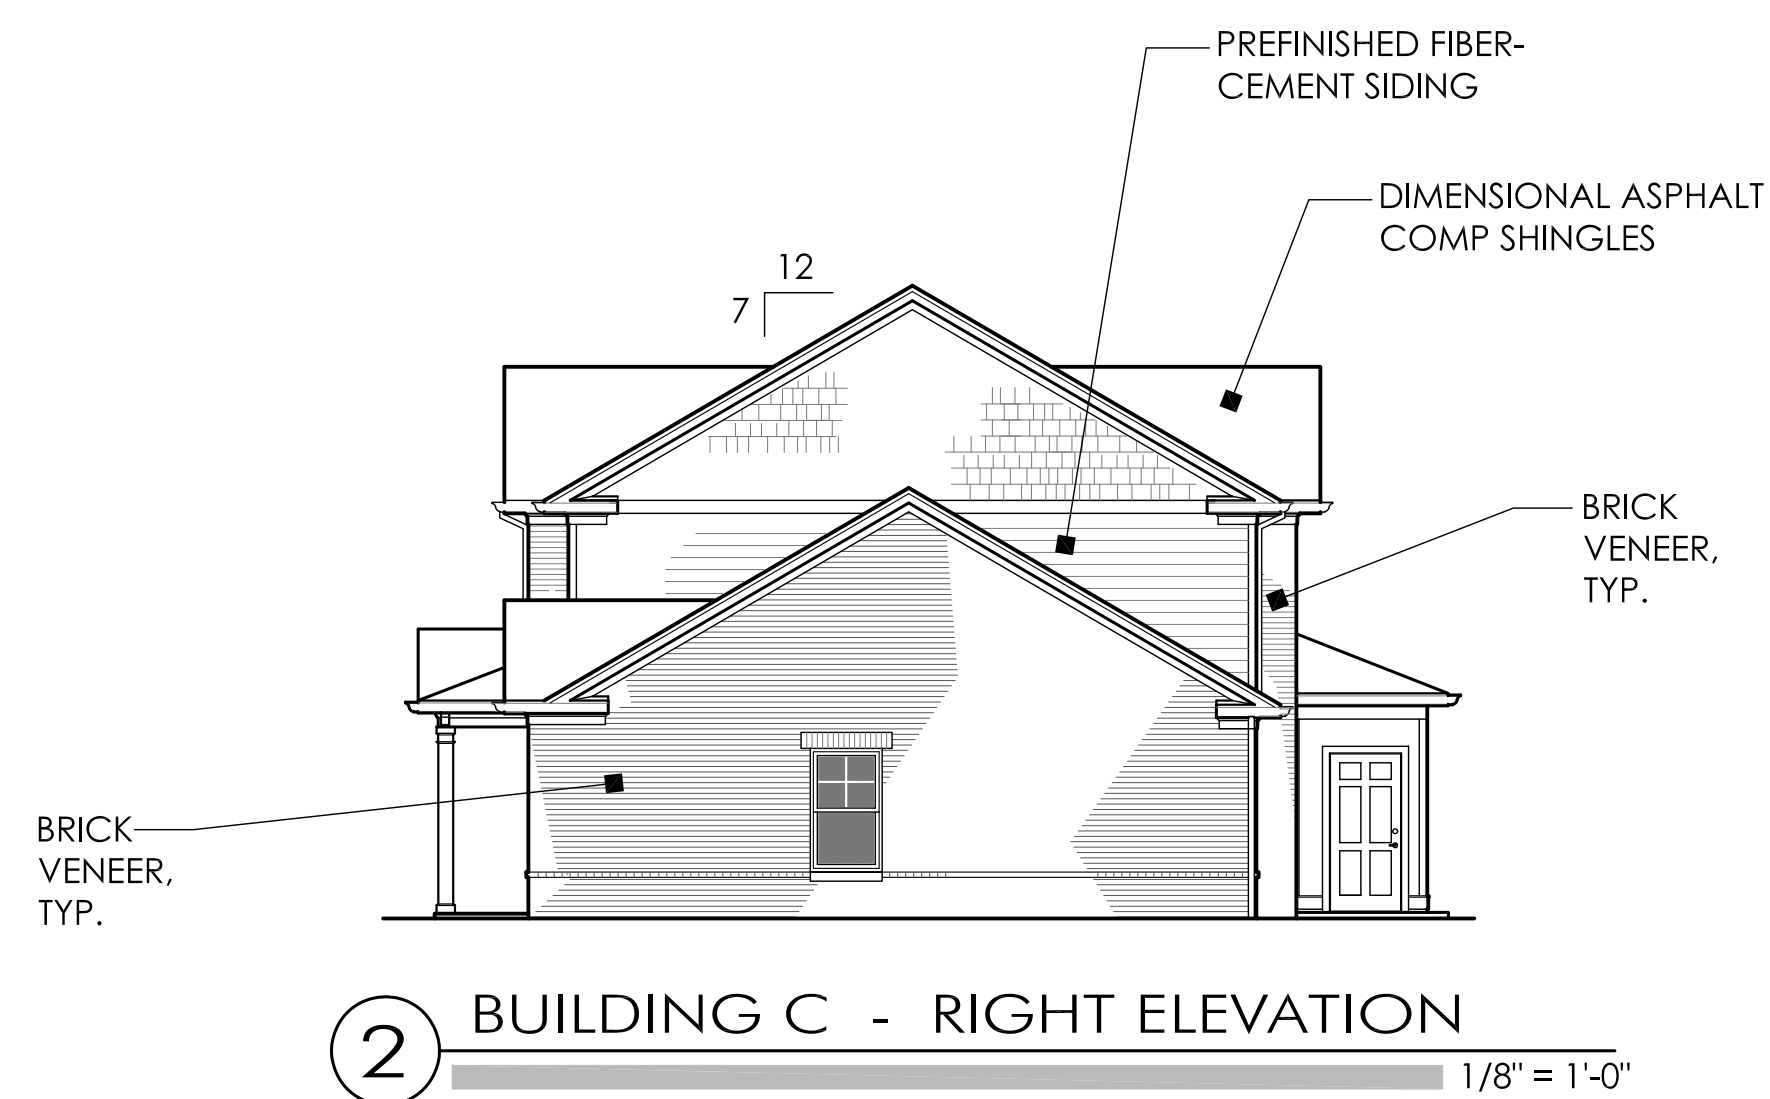 PREFINISHED FIBER-
CEMENT SIDING
DIMENSIONAL ASPHALT
COMP SHINGLES
12
7
BRICK
VENEER,
TYP.
BRICK
VENEER,
TYP.
2
BUILDING C - RIGHT ELEVATION
1/8" = 1'-0"